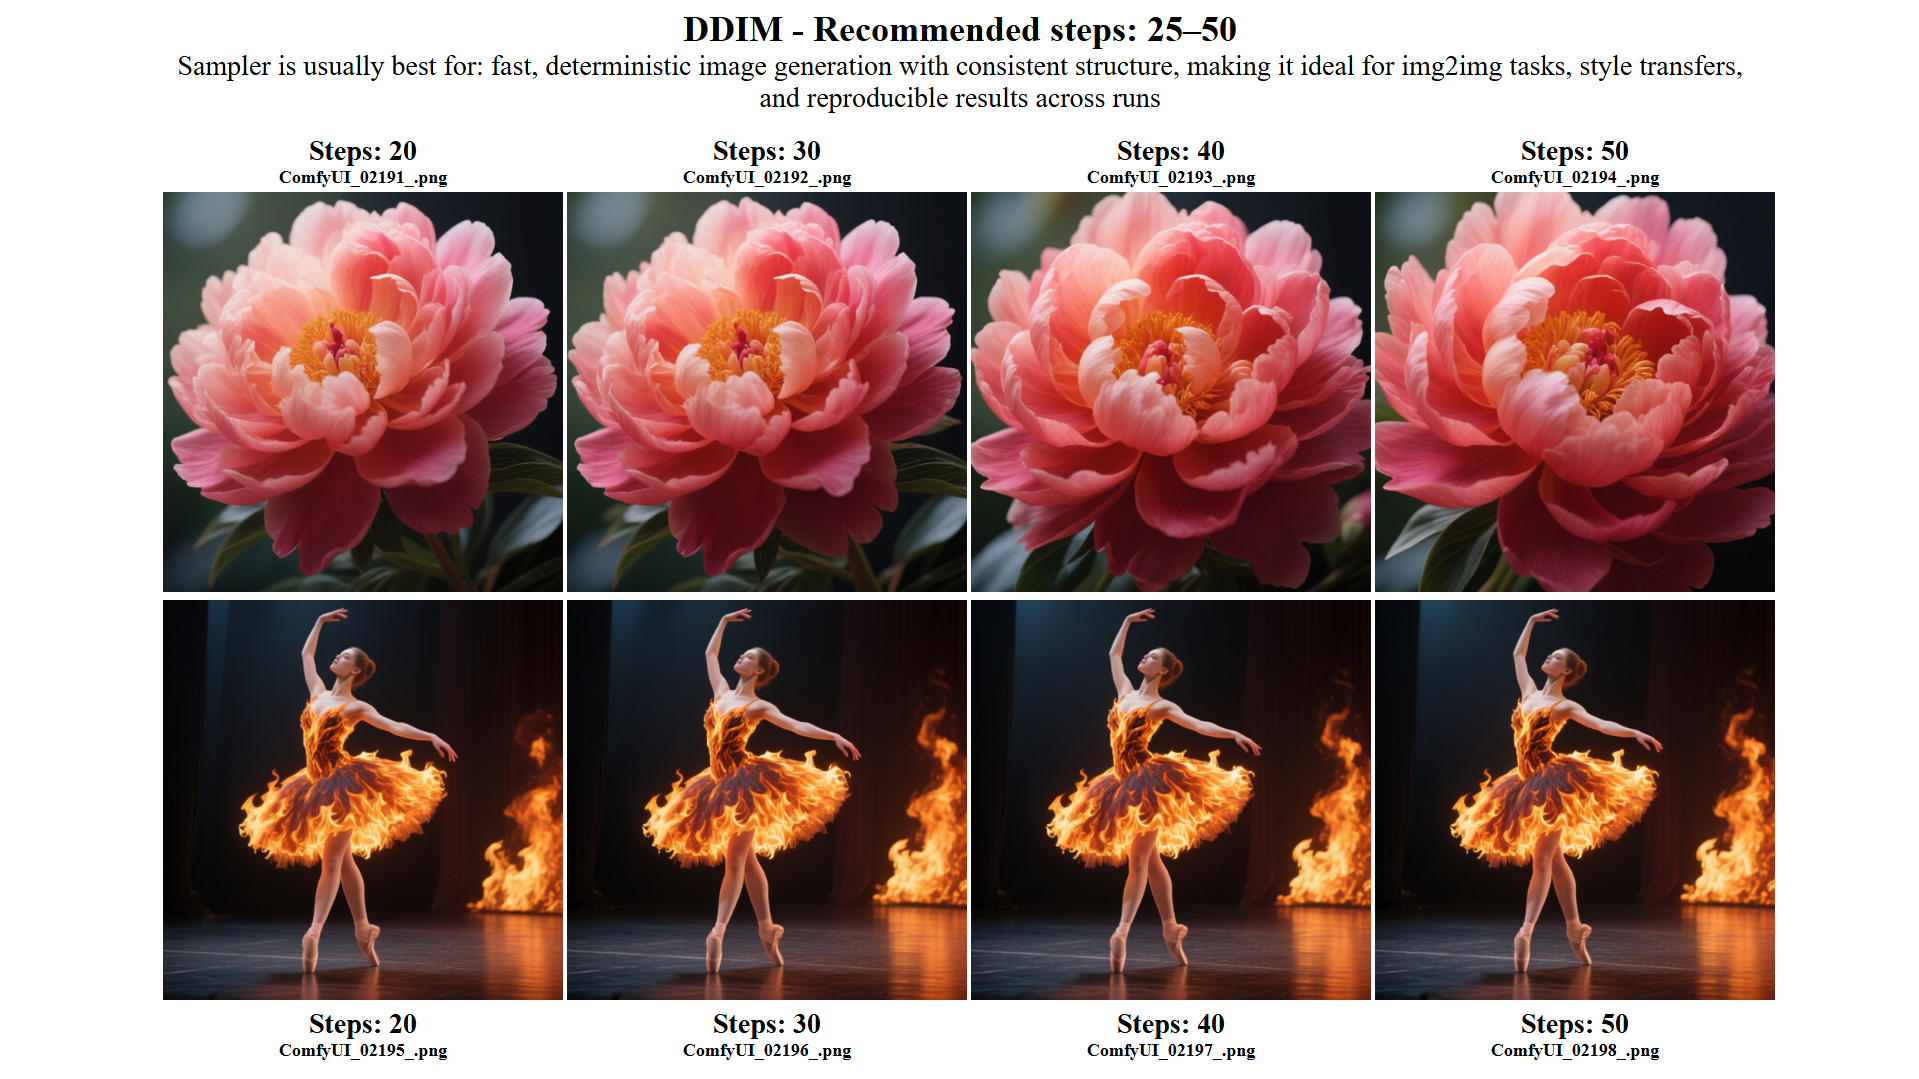 DDIM - Recommended steps: 25–50
Sampler is usually best for: fast, deterministic image generation with consistent structure, making it ideal for img2img tasks, style transfers,
and reproducible results across runs
Steps: 20
ComfyUI_02191_.png
Steps: 30
ComfyUI_02192_.png
Steps: 40
ComfyUI_02193_.png
Steps: 50
ComfyUI_02194_.png
Steps: 20
ComfyUI_02195_.png
Steps: 30
ComfyUI_02196_.png
Steps: 40
ComfyUI_02197_.png
Steps: 50
ComfyUI_02198_.png